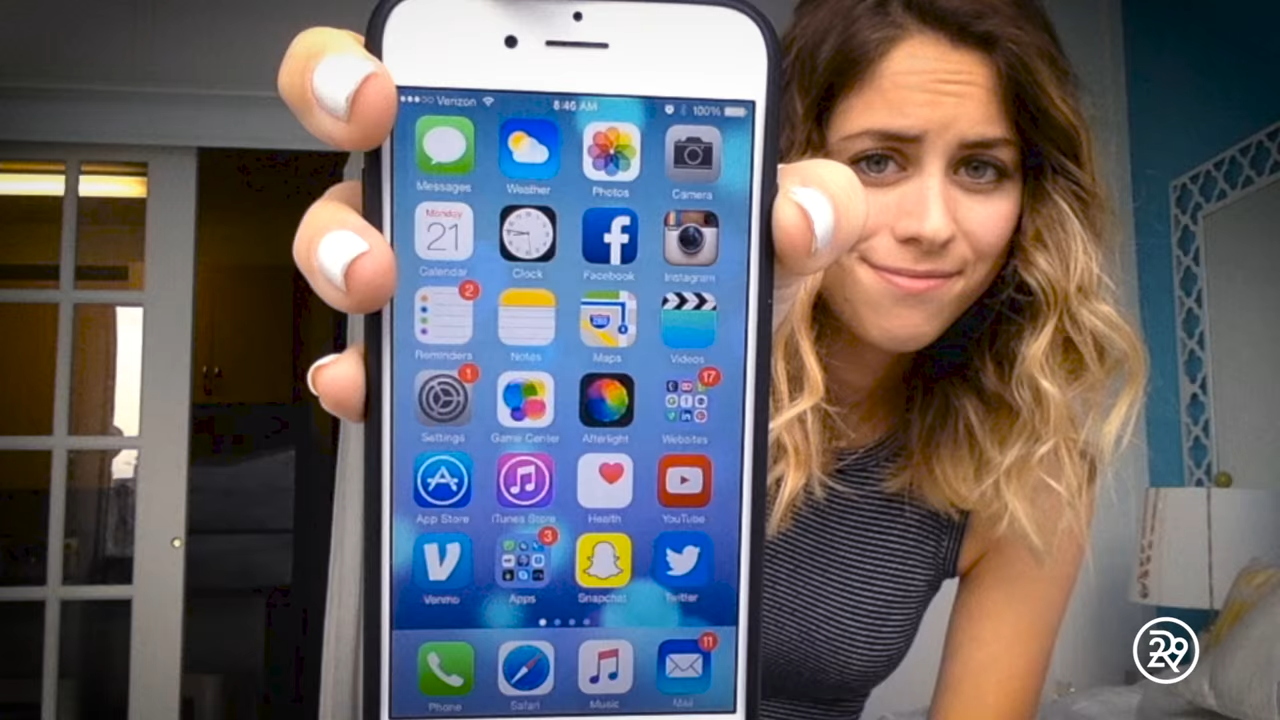 Verizon 8:46 AM 100%
Messages Weather Photos Camera
Monday
21
Calendar Clock Facebook Instagram
2
Reminders Notes Maps Videos
280
1 17
Settings Game Center Afterlight Websites
App Store iTunes Store Health YouTube
3
Venmo Apps Snapchat Twitter
11
Phone Safari Music Mail
R29